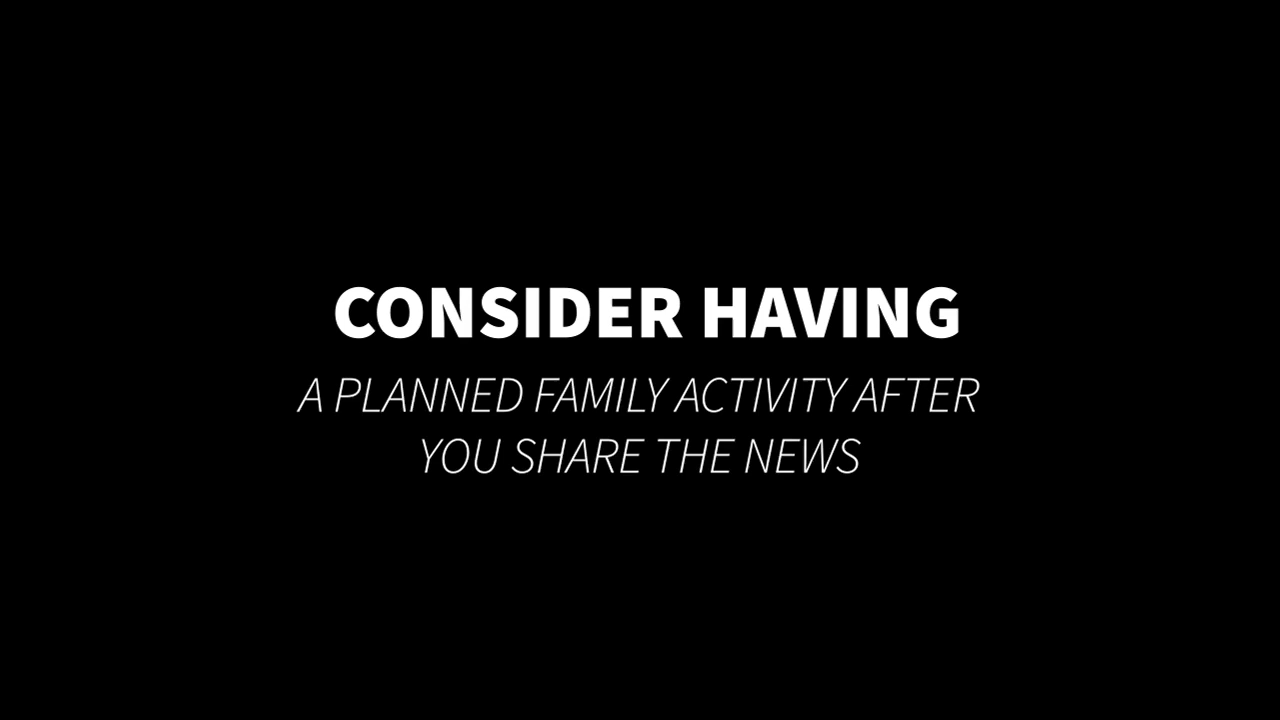 CONSIDER HAVING
A PLANNED FAMILY ACTIVITY AFTER
YOU SHARE THE NEWS